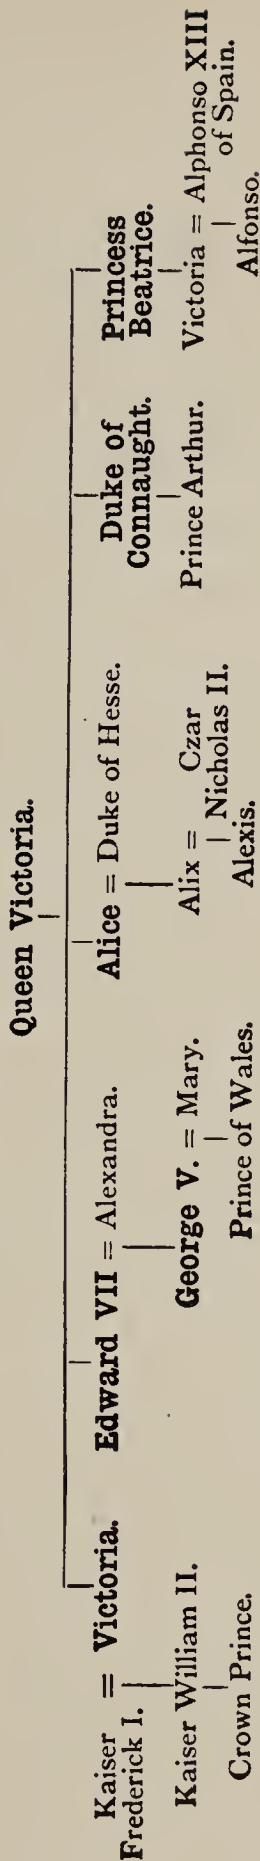 Queen Victoria.
Kaiser Frederick I. = Victoria.
Edward VII = Alexandra.
Alice = Duke of Hesse.
Duke of
Connaught.
Princess
Beatrice.
Kaiser William II.
George V. = Mary.
Alix = Czar Nicholas II.
Prince Arthur.
Victoria = Alphonso XIII
of Spain.
Crown Prince.
Prince of Wales.
Alexis.
Alfonso.